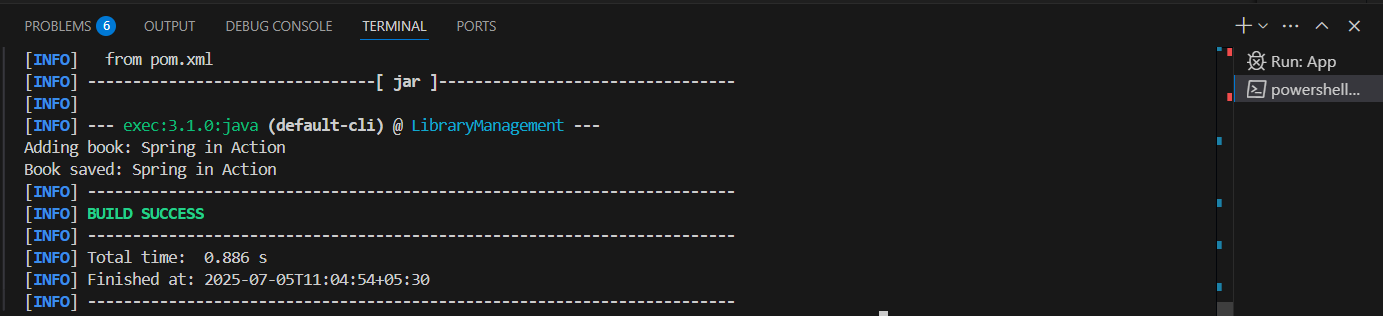 PROBLEMS 6 OUTPUT DEBUG CONSOLE TERMINAL PORTS
[INFO]   from pom.xml
[INFO] --------------------------------[ jar ]---------------------------------
[INFO]
[INFO] --- exec:3.1.0:java (default-cli) @ LibraryManagement ---
Adding book: Spring in Action
Book saved: Spring in Action
[INFO] ------------------------------------------------------------------------
[INFO] BUILD SUCCESS
[INFO] ------------------------------------------------------------------------
[INFO] Total time:  0.886 s
[INFO] Finished at: 2025-07-05T11:04:54+05:30
[INFO] ------------------------------------------------------------------------
Run: App
powershell...